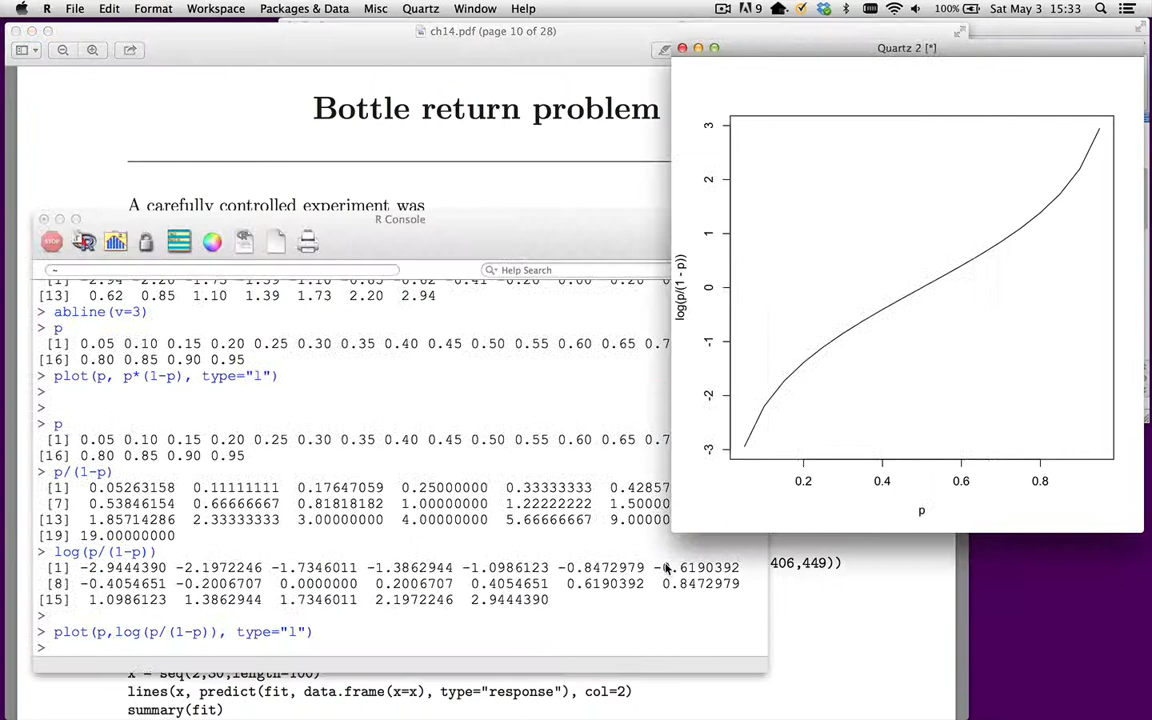 R File Edit Format Workspace Packages & Data Misc Quartz Window Help 9 100% Sat May 3 15:33
ch14.pdf (page 10 of 28)
Bottle return problem
A carefully controlled experiment was
R Console
STOP
~
Help Search
[13] 0.62 0.85 1.10 1.39 1.73 2.20 2.94
> abline(v=3)
> p
[1] 0.05 0.10 0.15 0.20 0.25 0.30 0.35 0.40 0.45 0.50 0.55 0.60 0.65 0.7
[16] 0.80 0.85 0.90 0.95
> plot(p, p*(1-p), type="l")
>
>
> p
[1] 0.05 0.10 0.15 0.20 0.25 0.30 0.35 0.40 0.45 0.50 0.55 0.60 0.65 0.7
[16] 0.80 0.85 0.90 0.95
> p/(1-p)
[1] 0.05263158 0.11111111 0.17647059 0.25000000 0.33333333 0.42857
[7] 0.53846154 0.66666667 0.81818182 1.00000000 1.22222222 1.50000
[13] 1.85714286 2.33333333 3.00000000 4.00000000 5.66666667 9.0000
[19] 19.00000000
> log(p/(1-p))
[1] -2.9444390 -2.1972246 -1.7346011 -1.3862944 -1.0986123 -0.8472979 -0.6190392
[8] -0.4054651 -0.2006707 0.0000000 0.2006707 0.4054651 0.6190392 0.8472979
[15] 1.0986123 1.3862944 1.7346011 2.1972246 2.9444390
>
> plot(p,log(p/(1-p)), type="l")
>
406,449))
x = seq(2,30,length=100)
lines(x, predict(fit, data.frame(x=x), type="response"), col=2)
summary(fit)
Quartz 2 [*]
log(p/(1 - p))
3
2
1
0
-1
-2
-3
0.2 0.4 0.6 0.8
p